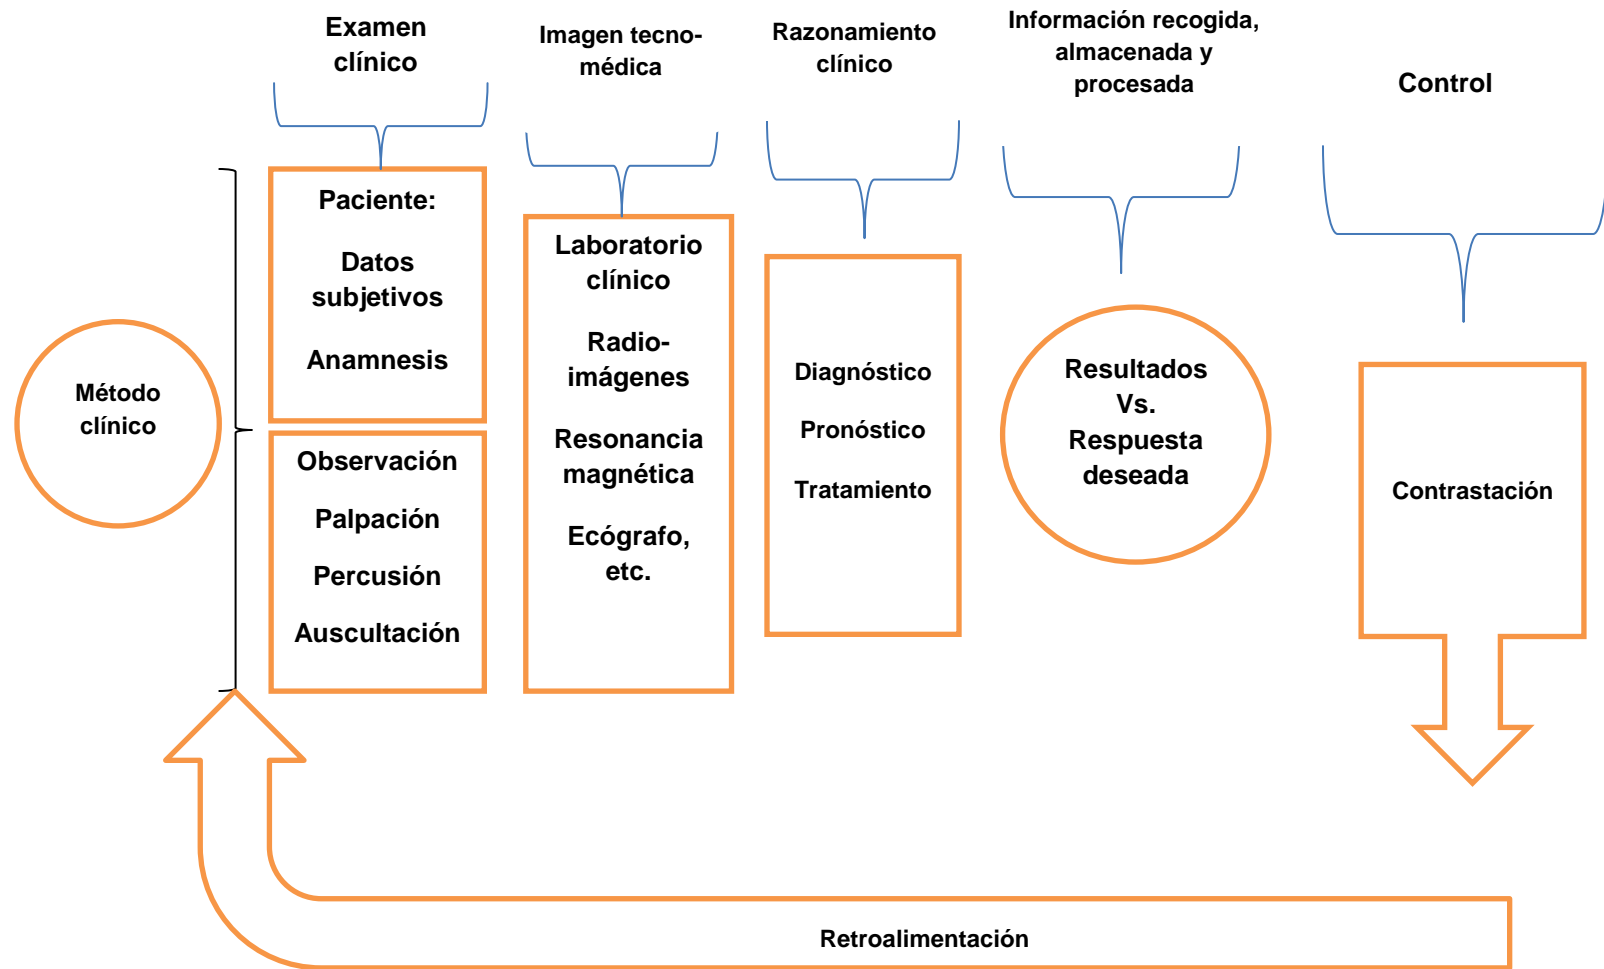 Examen
clínico
Imagen tecno-
médica
Razonamiento
clínico
Información recogida,
almacenada y
procesada
Control
Método
clínico
Paciente:
Datos
subjetivos
Anamnesis
Observación
Palpación
Percusión
Auscultación
Laboratorio
clínico
Radio-
imágenes
Resonancia
magnética
Ecógrafo,
etc.
Diagnóstico
Pronóstico
Tratamiento
Resultados
Vs.
Respuesta
deseada
Contrastación
Retroalimentación